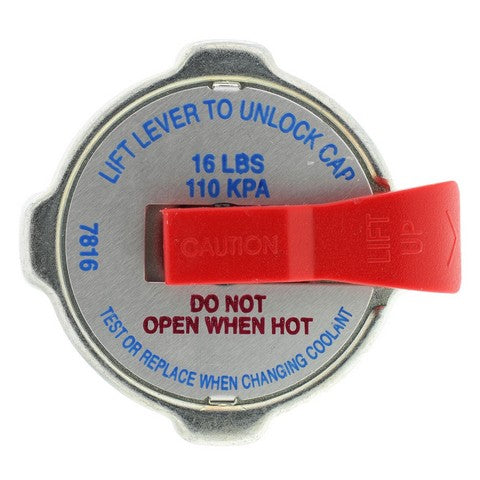 LIFT LEVER TO UNLOCK CAP
16 LBS
110 KPA
7816
CAUTION
LIFT
UP
DO NOT
OPEN WHEN HOT
TEST OR REPLACE WHEN CHANGING COOLANT